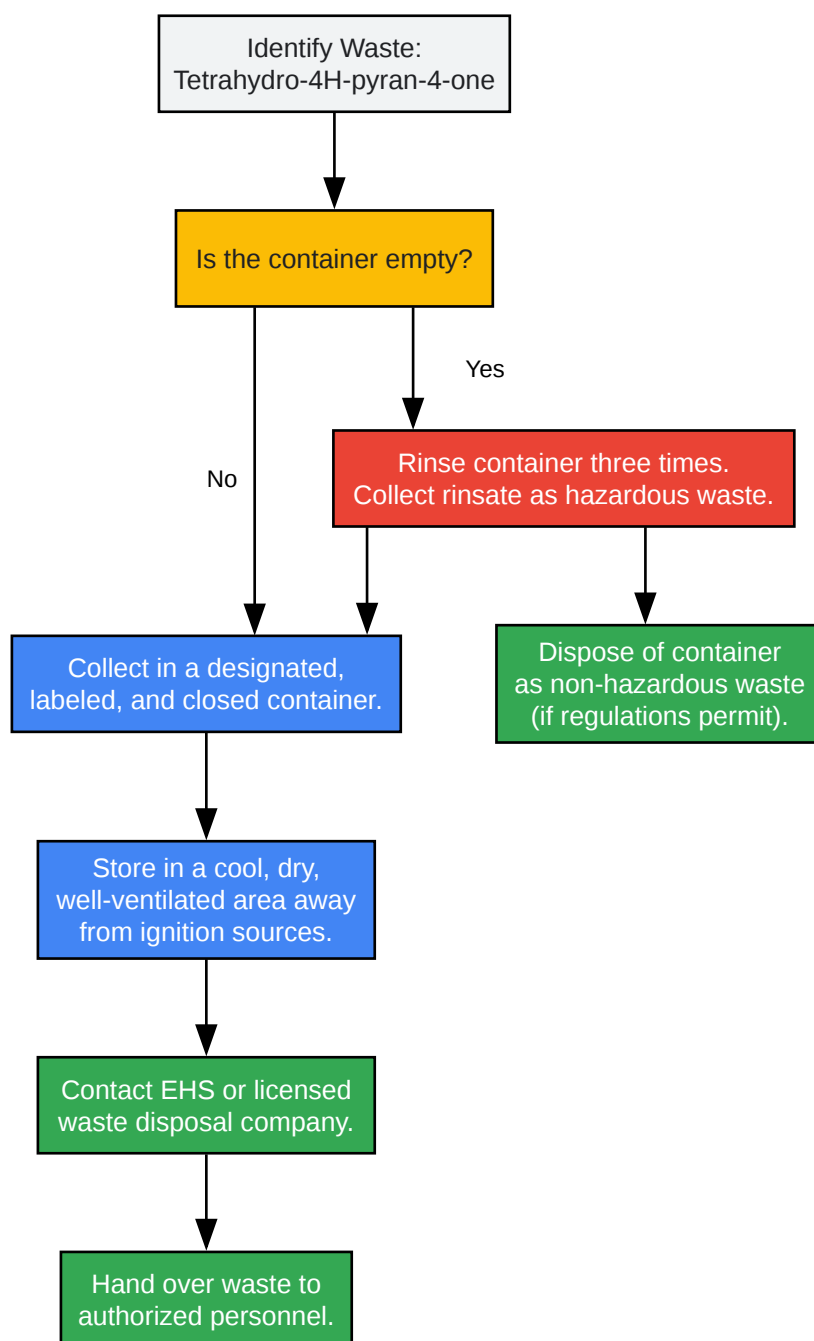 Identify Waste:
Tetrahydro-4H-pyran-4-one
Is the container empty?
Yes
No
Rinse container three times.
Collect rinsate as hazardous waste.
Collect in a designated,
labeled, and closed container.
Dispose of container
as non-hazardous waste
(if regulations permit).
Store in a cool, dry,
well-ventilated area away
from ignition sources.
Contact EHS or licensed
waste disposal company.
Hand over waste to
authorized personnel.